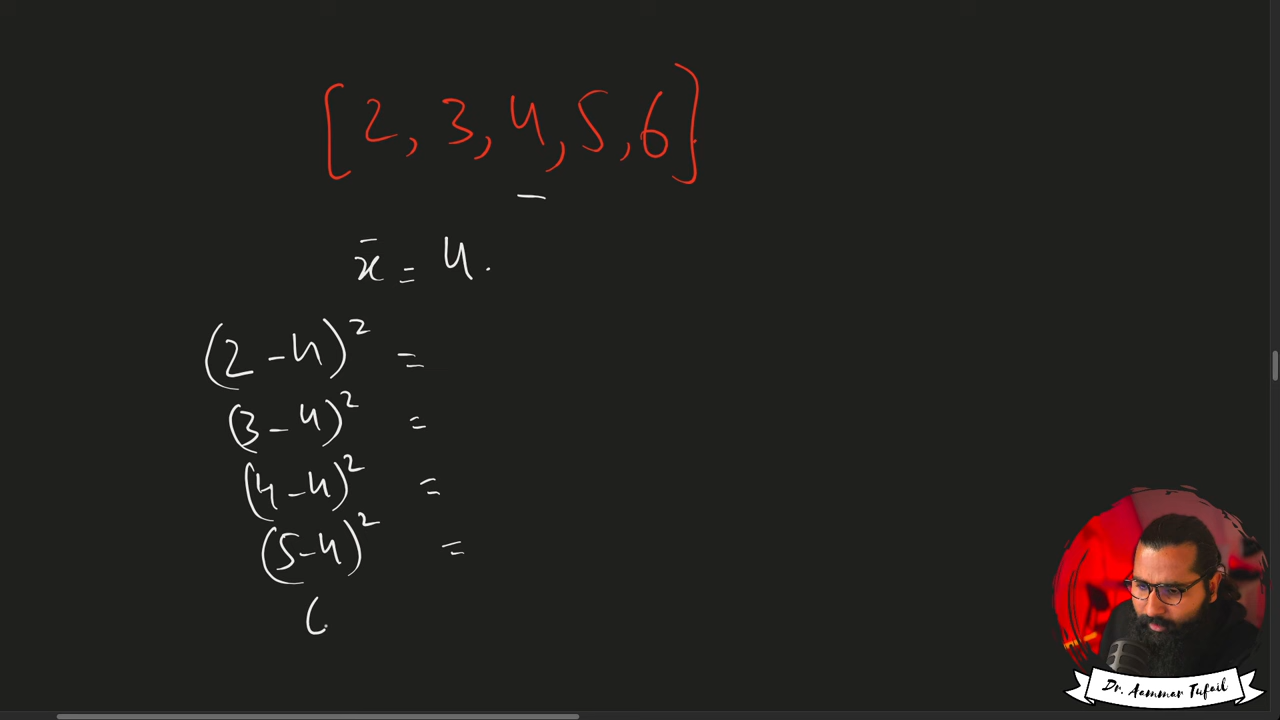 [2, 3, 4, 5, 6]
x̄ = 4.
(2-4)² =
(3-4)² =
(4-4)² =
(5-4)² =
(
Dr. Aammar Tufail